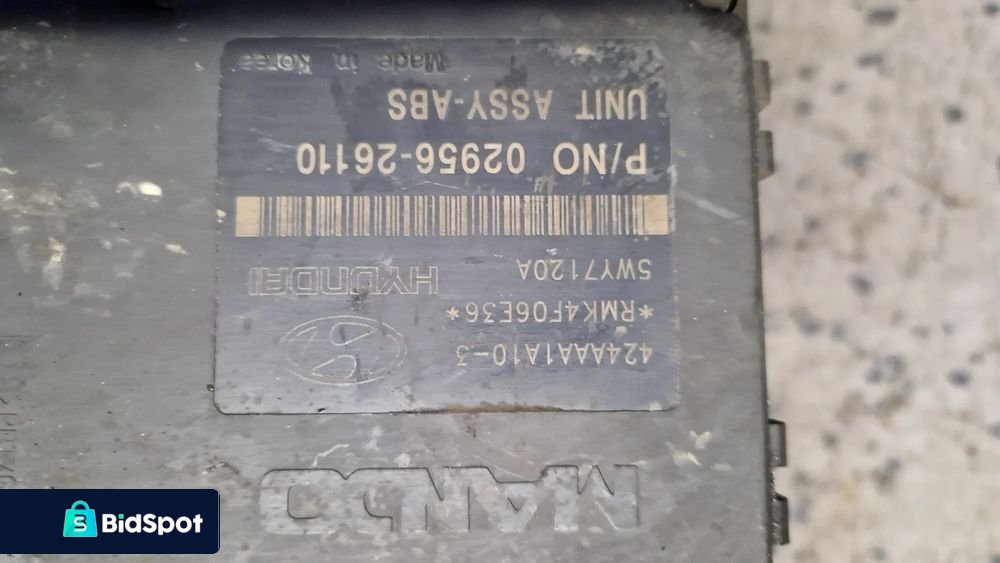 MANDO
424AAA1A10-3
*RMK4F06E36*
5WY7120A
HYUNDAI
P/NO 02956-26110
UNIT ASSY-ABS
Made in Korea
BidSpot